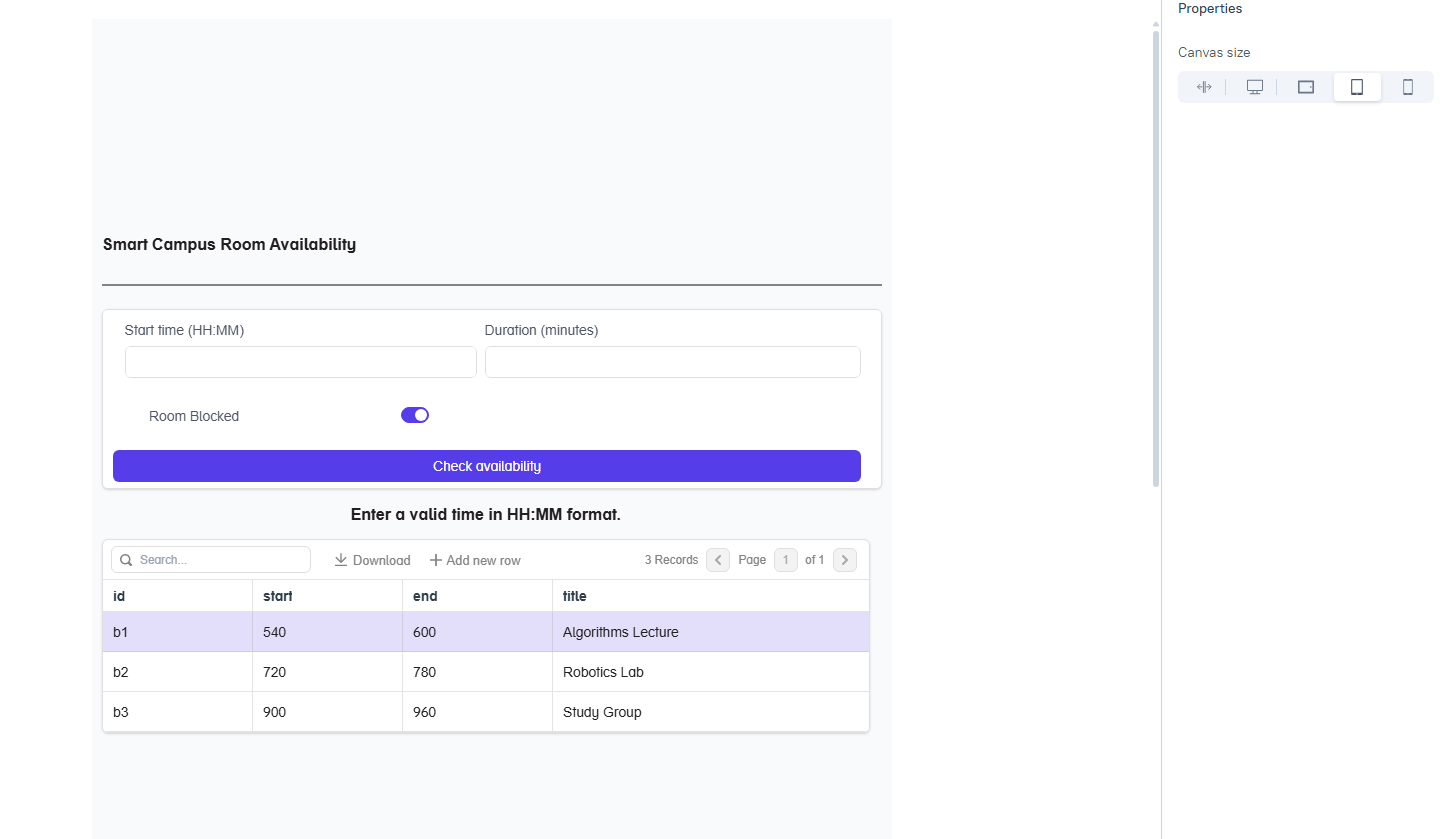 Properties
Canvas size
Smart Campus Room Availability
Start time (HH:MM) Duration (minutes)
Room Blocked
Check availability
Enter a valid time in HH:MM format.
Search... Download Add new row 3 Records Page 1 of 1
id start end title
b1 540 600 Algorithms Lecture
b2 720 780 Robotics Lab
b3 900 960 Study Group